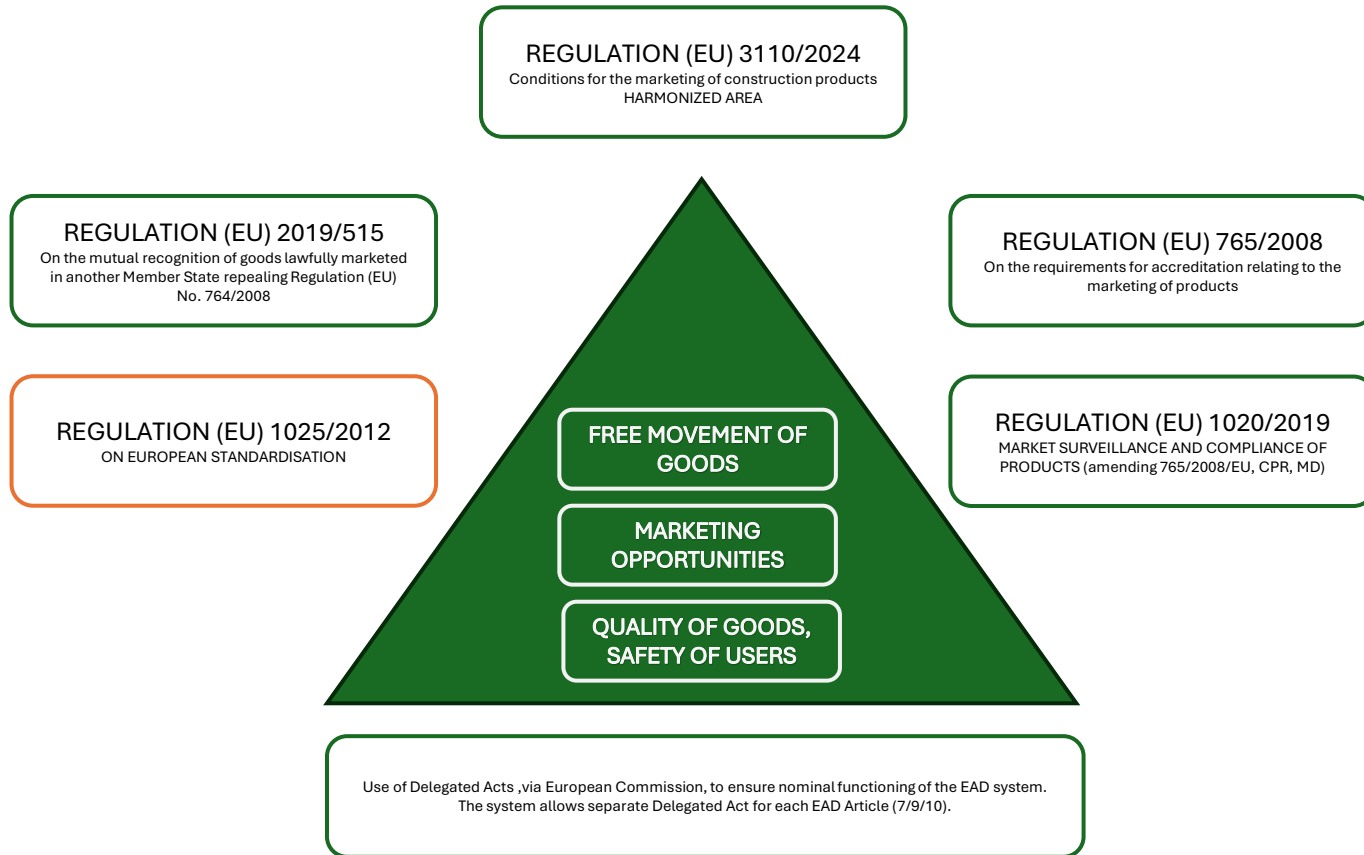 REGULATION (EU) 3110/2024
Conditions for the marketing of construction products
HARMONIZED AREA
REGULATION (EU) 2019/515
On the mutual recognition of goods lawfully marketed
in another Member State repealing Regulation (EU)
No. 764/2008
REGULATION (EU) 765/2008
On the requirements for accreditation relating to the
marketing of products
REGULATION (EU) 1025/2012
ON EUROPEAN STANDARDISATION
REGULATION (EU) 1020/2019
MARKET SURVEILLANCE AND COMPLIANCE OF
PRODUCTS (amending 765/2008/EU, CPR, MD)
FREE MOVEMENT OF
GOODS
MARKETING
OPPORTUNITIES
QUALITY OF GOODS,
SAFETY OF USERS
Use of Delegated Acts ,via European Commission, to ensure nominal functioning of the EAD system.
The system allows separate Delegated Act for each EAD Article (7/9/10).